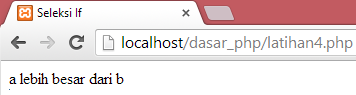 Seleksi If
localhost/dasar_php/latihan4.php
a lebih besar dari b